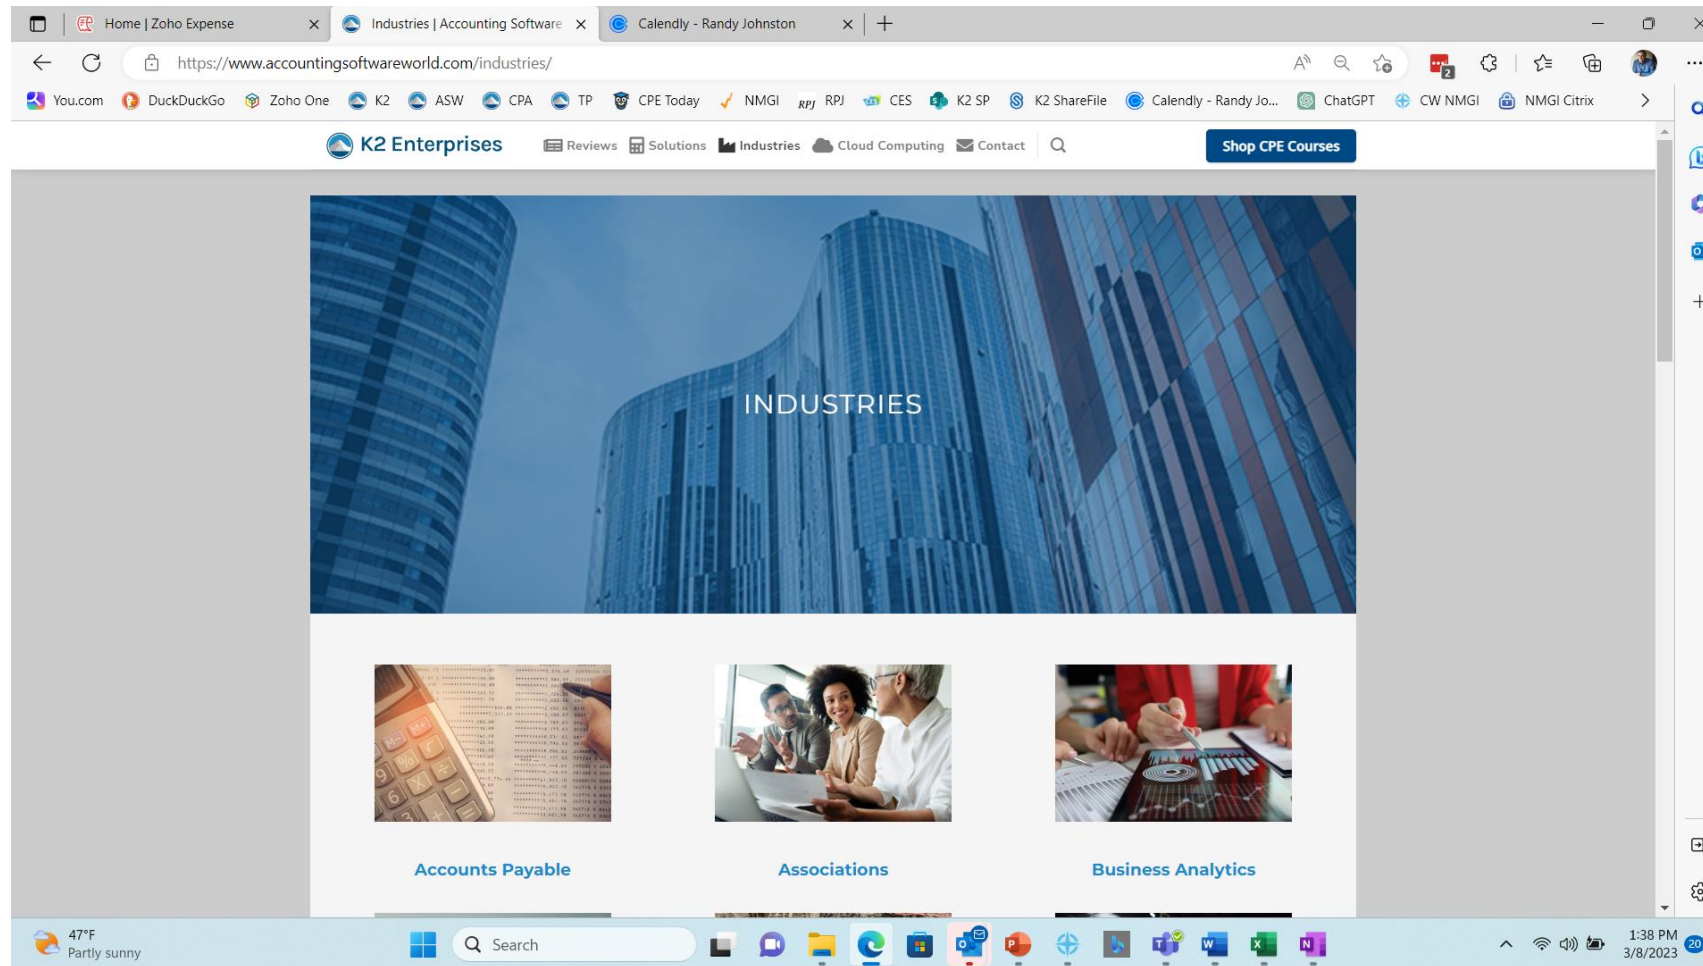 Home | Zoho Expense
Industries | Accounting Software
Calendly - Randy Johnston
https://www.accountingsoftwareworld.com/industries/
2
You.com DuckDuckGo Zoho One K2 ASW CPA TP CPE Today NMGI RPJ RPJ CES K2 SP K2 ShareFile Calendly - Randy Jo... ChatGPT CW NMGI NMGI Citrix
K2 Enterprises Reviews Solutions Industries Cloud Computing Contact Shop CPE Courses
INDUSTRIES
Accounts Payable Associations Business Analytics
47°F
Partly sunny
Search
1:38 PM
3/8/2023
20